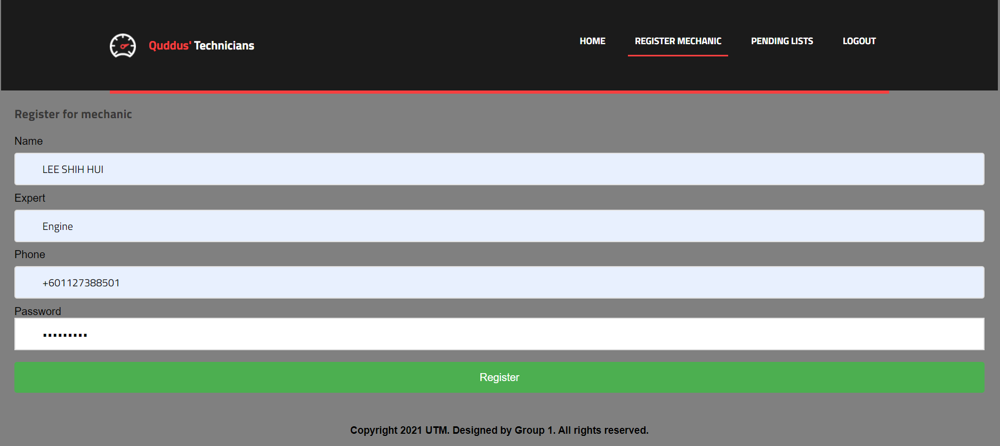 Quddus' Technicians
HOME REGISTER MECHANIC PENDING LISTS LOGOUT
Register for mechanic
Name
LEE SHIH HUI
Expert
Engine
Phone
+601127388501
Password
•••••••••
Register
Copyright 2021 UTM. Designed by Group 1. All rights reserved.